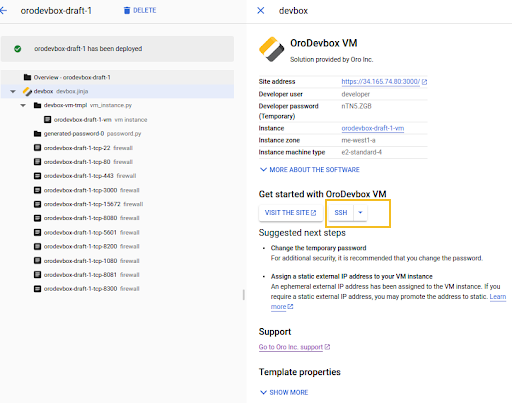 orodevbox-draft-1
DELETE
orodevbox-draft-1 has been deployed
Overview - orodevbox-draft-1
devbox devbox.jinja
devbox-vm-tmpl vm_instance.py
orodevbox-draft-1-vm vm instance
generated-password-0 password.py
orodevbox-draft-1-tcp-22 firewall
orodevbox-draft-1-tcp-80 firewall
orodevbox-draft-1-tcp-443 firewall
orodevbox-draft-1-tcp-3000 firewall
orodevbox-draft-1-tcp-15672 firewall
orodevbox-draft-1-tcp-8080 firewall
orodevbox-draft-1-tcp-5601 firewall
orodevbox-draft-1-tcp-8200 firewall
orodevbox-draft-1-tcp-1080 firewall
orodevbox-draft-1-tcp-8081 firewall
orodevbox-draft-1-tcp-8300 firewall
devbox
OroDevbox VM
Solution provided by Oro Inc.
Site address https://34.165.74.80:3000/
Developer user developer
Developer password (Temporary) nTN5.ZGB
Instance orodevbox-draft-1-vm
Instance zone me-west1-a
Instance machine type e2-standard-4
MORE ABOUT THE SOFTWARE
Get started with OroDevbox VM
VISIT THE SITE SSH
Suggested next steps
• Change the temporary password
For additional security, it is recommended that you change the password.
• Assign a static external IP address to your VM instance
An ephemeral external IP address has been assigned to the VM instance. If you
require a static external IP address, you may promote the address to static. Learn
more
Support
Go to Oro Inc. support
Template properties
SHOW MORE